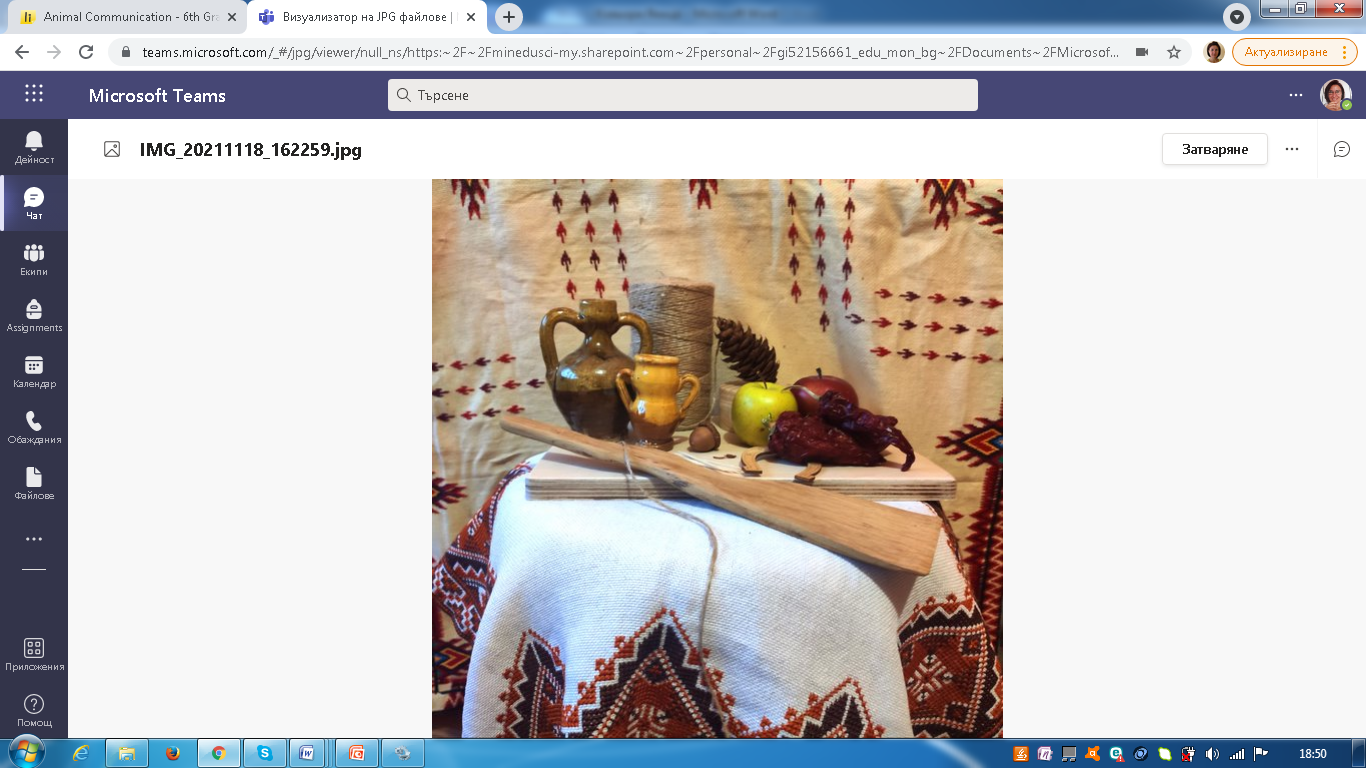 Animal Communication - 6th Gra
Визуализатор на JPG файлове |
teams.microsoft.com/_#/jpg/viewer/null_ns/https:~2F~2Fminedusci-my.sharepoint.com~2Fpersonal~2Fgi52156661_edu_mon_bg~2FDocuments~2FMicrosof...
Актуализиране
Microsoft Teams
Търсене
IMG_20211118_162259.jpg
Затваряне
Дейност
Чат
Екипи
Assignments
Календар
Обаждания
Файлове
Приложения
Помощ
18:50